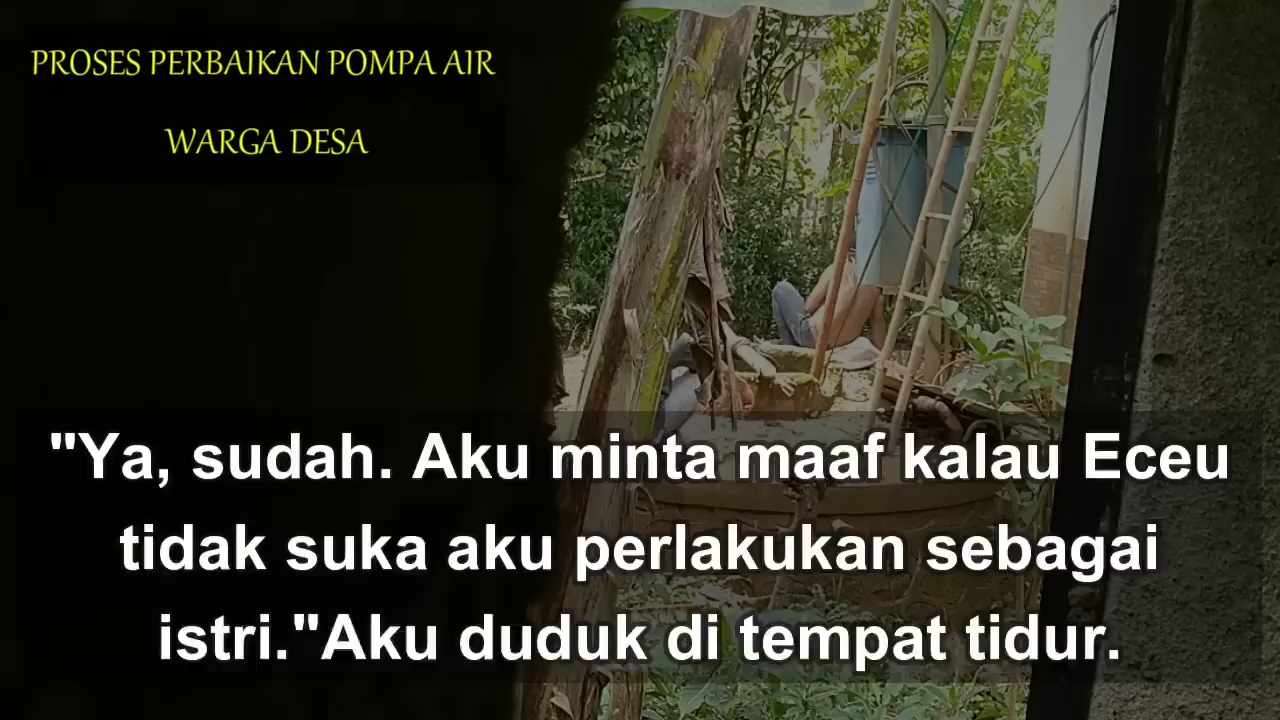 PROSES PERBAIKAN POMPA AIR
WARGA DESA
"Ya, sudah. Aku minta maaf kalau Eceu
tidak suka aku perlakukan sebagai
istri."Aku duduk di tempat tidur.